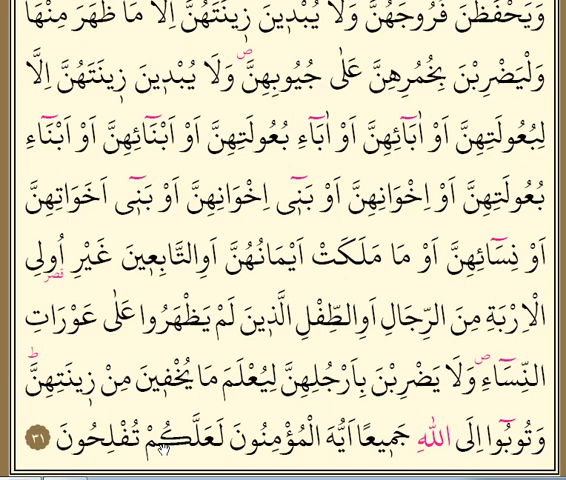 وَيَحْفَظْنَ فُرُوجَهُنَّ وَلَا يُبْدٖينَ زٖينَتَهُنَّ اِلَّا مَا ظَهَرَ مِنْهَا
وَلْيَضْرِبْنَ بِخُمُرِهِنَّ عَلٰى جُيُوبِهِنَّ ص وَلَا يُبْدٖينَ زٖينَتَهُنَّ اِلَّا
لِبُعُولَتِهِنَّ اَوْ اٰبَٓائِهِنَّ اَوْ اٰبَٓاءِ بُعُولَتِهِنَّ اَوْ اَبْنَٓائِهِنَّ اَوْ اَبْنَٓاءِ
بُعُولَتِهِنَّ اَوْ اِخْوَانِهِنَّ اَوْ بَنٖٓى اِخْوَانِهِنَّ اَوْ بَنٖٓى اَخَوَاتِهِنَّ
اَوْ نِسَٓائِهِنَّ اَوْ مَا مَلَكَتْ اَيْمَانُهُنَّ اَوِ التَّابِعٖينَ غَيْرِ اُو۬لِى قصر
الْاِرْبَةِ مِنَ الرِّجَالِ اَوِ الطِّفْلِ الَّذٖينَ لَمْ يَظْهَرُوا عَلٰى عَوْرَاتِ
النِّسَٓاءِ ص وَلَا يَضْرِبْنَ بِاَرْجُلِهِنَّ لِيُعْلَمَ مَا يُخْفٖينَ مِنْ زٖينَتِهِنَّ ط
وَتُوبُٓوا اِلَى اللّٰهِ جَمٖيعًا اَيُّهَ الْمُؤْمِنُونَ لَعَلَّكُمْ تُفْلِحُونَ ٣١